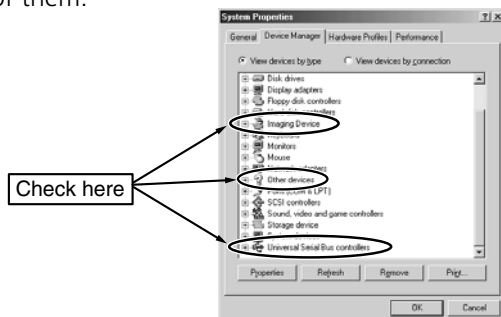 of them.
System Properties
General Device Manager Hardware Profiles Performance
View devices by type View devices by connection
Disk drives
Display adapters
Floppy disk controllers
Imaging Device
Monitors
Mouse
Other devices
SCSI controllers
Sound, video and game controllers
Storage device
Universal Serial Bus controllers
Check here
Properties Refresh Remove Print...
OK Cancel